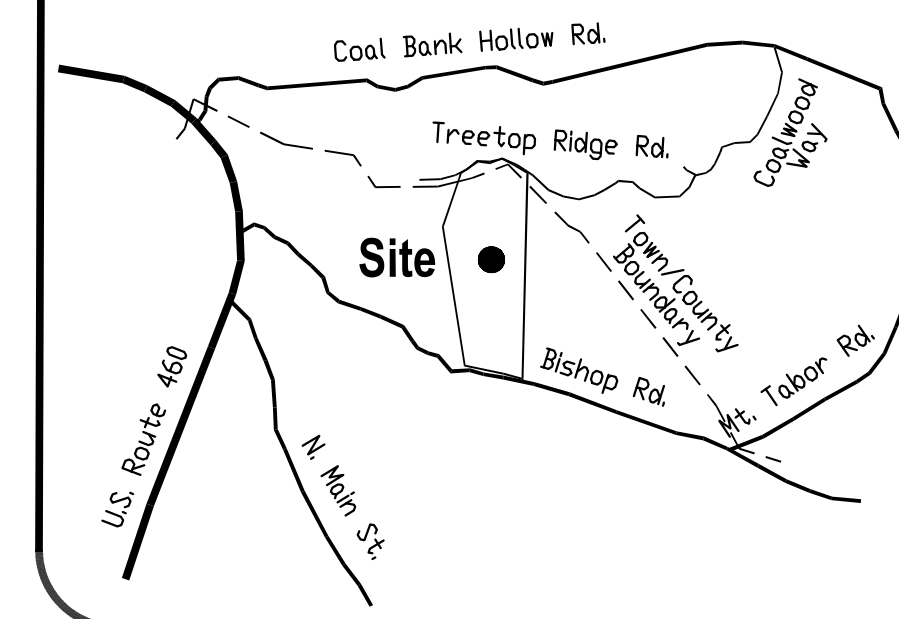 Coal Bank Hollow Rd.
Treetop Ridge Rd.
Coalwood
Way
Site
Town/County
Boundary
Bishop Rd.
Mt. Tabor Rd.
U.S. Route 460
N. Main St.